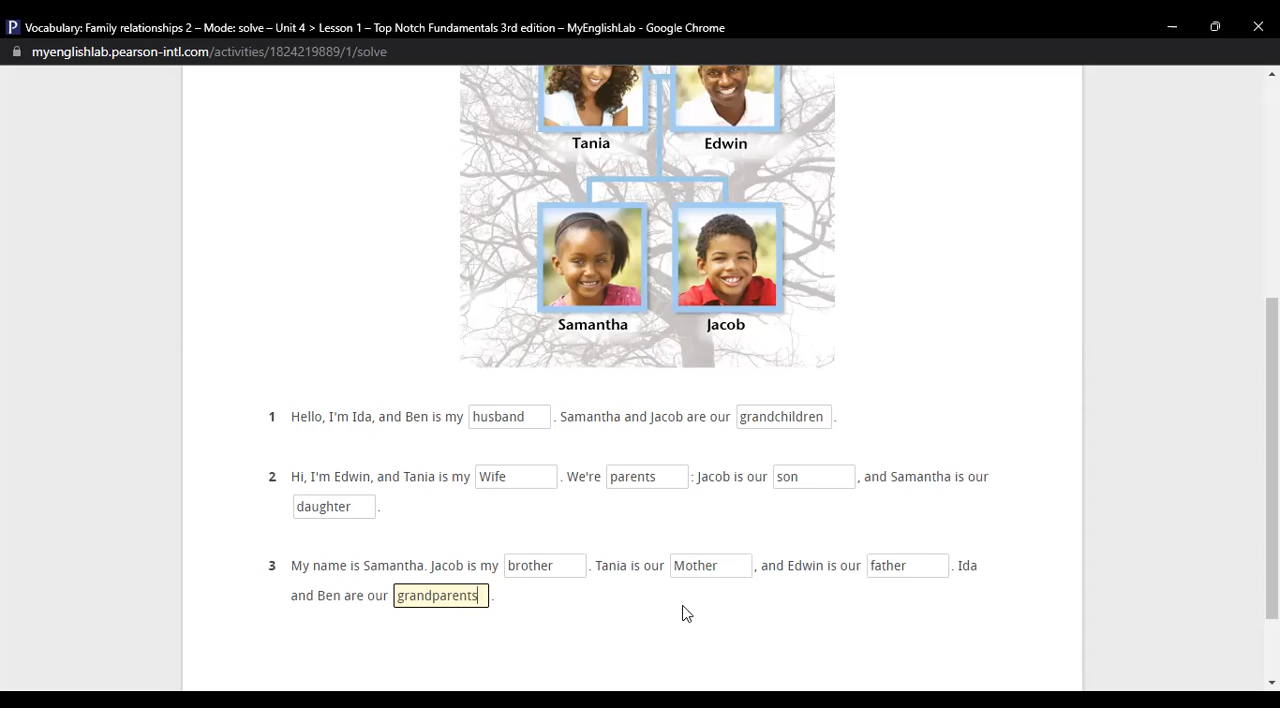 Vocabulary: Family relationships 2 – Mode: solve – Unit 4 > Lesson 1 – Top Notch Fundamentals 3rd edition – MyEnglishLab - Google Chrome
myenglishlab.pearson-intl.com/activities/1824219889/1/solve
Tania Edwin
Samantha Jacob
1 Hello, I'm Ida, and Ben is my husband . Samantha and Jacob are our grandchildren .
2 Hi, I'm Edwin, and Tania is my Wife . We're parents : Jacob is our son , and Samantha is our
daughter .
3 My name is Samantha. Jacob is my brother . Tania is our Mother , and Edwin is our father . Ida
and Ben are our grandparents .